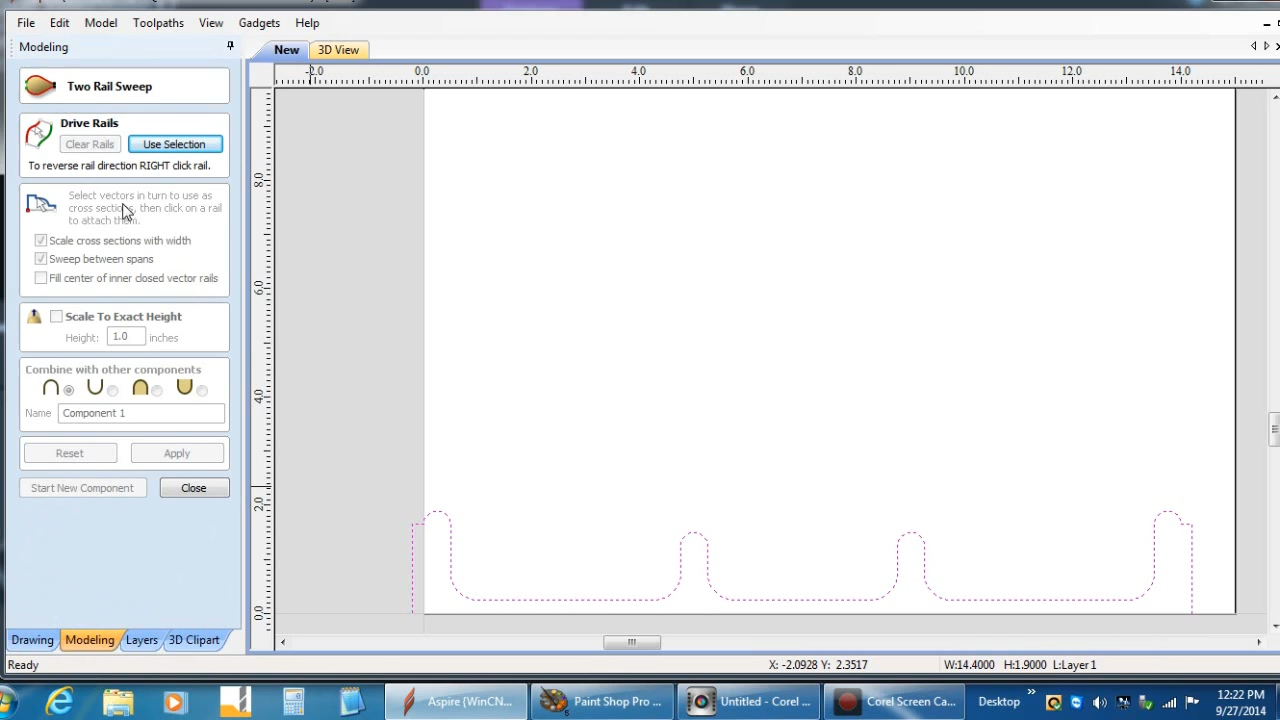 File Edit Model Toolpaths View Gadgets Help
Modeling
New 3D View
Two Rail Sweep
-2.0 0.0 2.0 4.0 6.0 8.0 10.0 12.0 14.0
Drive Rails
Clear Rails Use Selection
To reverse rail direction RIGHT click rail.
Select vectors in turn to use as
cross sections, then click on a rail
to attach them.
Scale cross sections with width
Sweep between spans
Fill center of inner closed vector rails
Scale To Exact Height
Height: 1.0 inches
Combine with other components
Name Component 1
Reset Apply
Start New Component Close
8.0
6.0
4.0
2.0
0.0
Drawing Modeling Layers 3D Clipart
Ready X: -2.0928 Y: 2.3517 W:14.4000 H:1.9000 L:Layer 1
Aspire {WinCN... Paint Shop Pro ... Untitled - Corel ... Corel Screen Ca... Desktop »
12:22 PM
9/27/2014